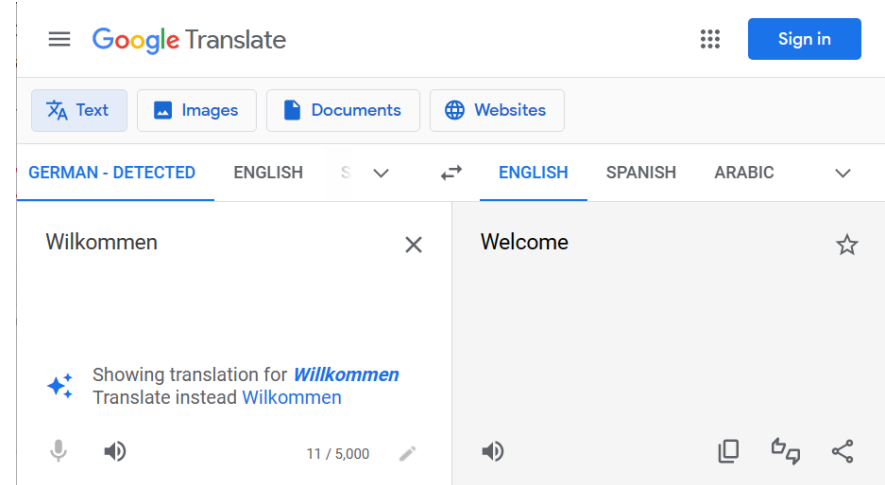 Google Translate
Sign in
Text Images Documents Websites
GERMAN - DETECTED ENGLISH ENGLISH SPANISH ARABIC
Wilkommen Welcome
Showing translation for Willkommen
Translate instead Wilkommen
11 / 5,000